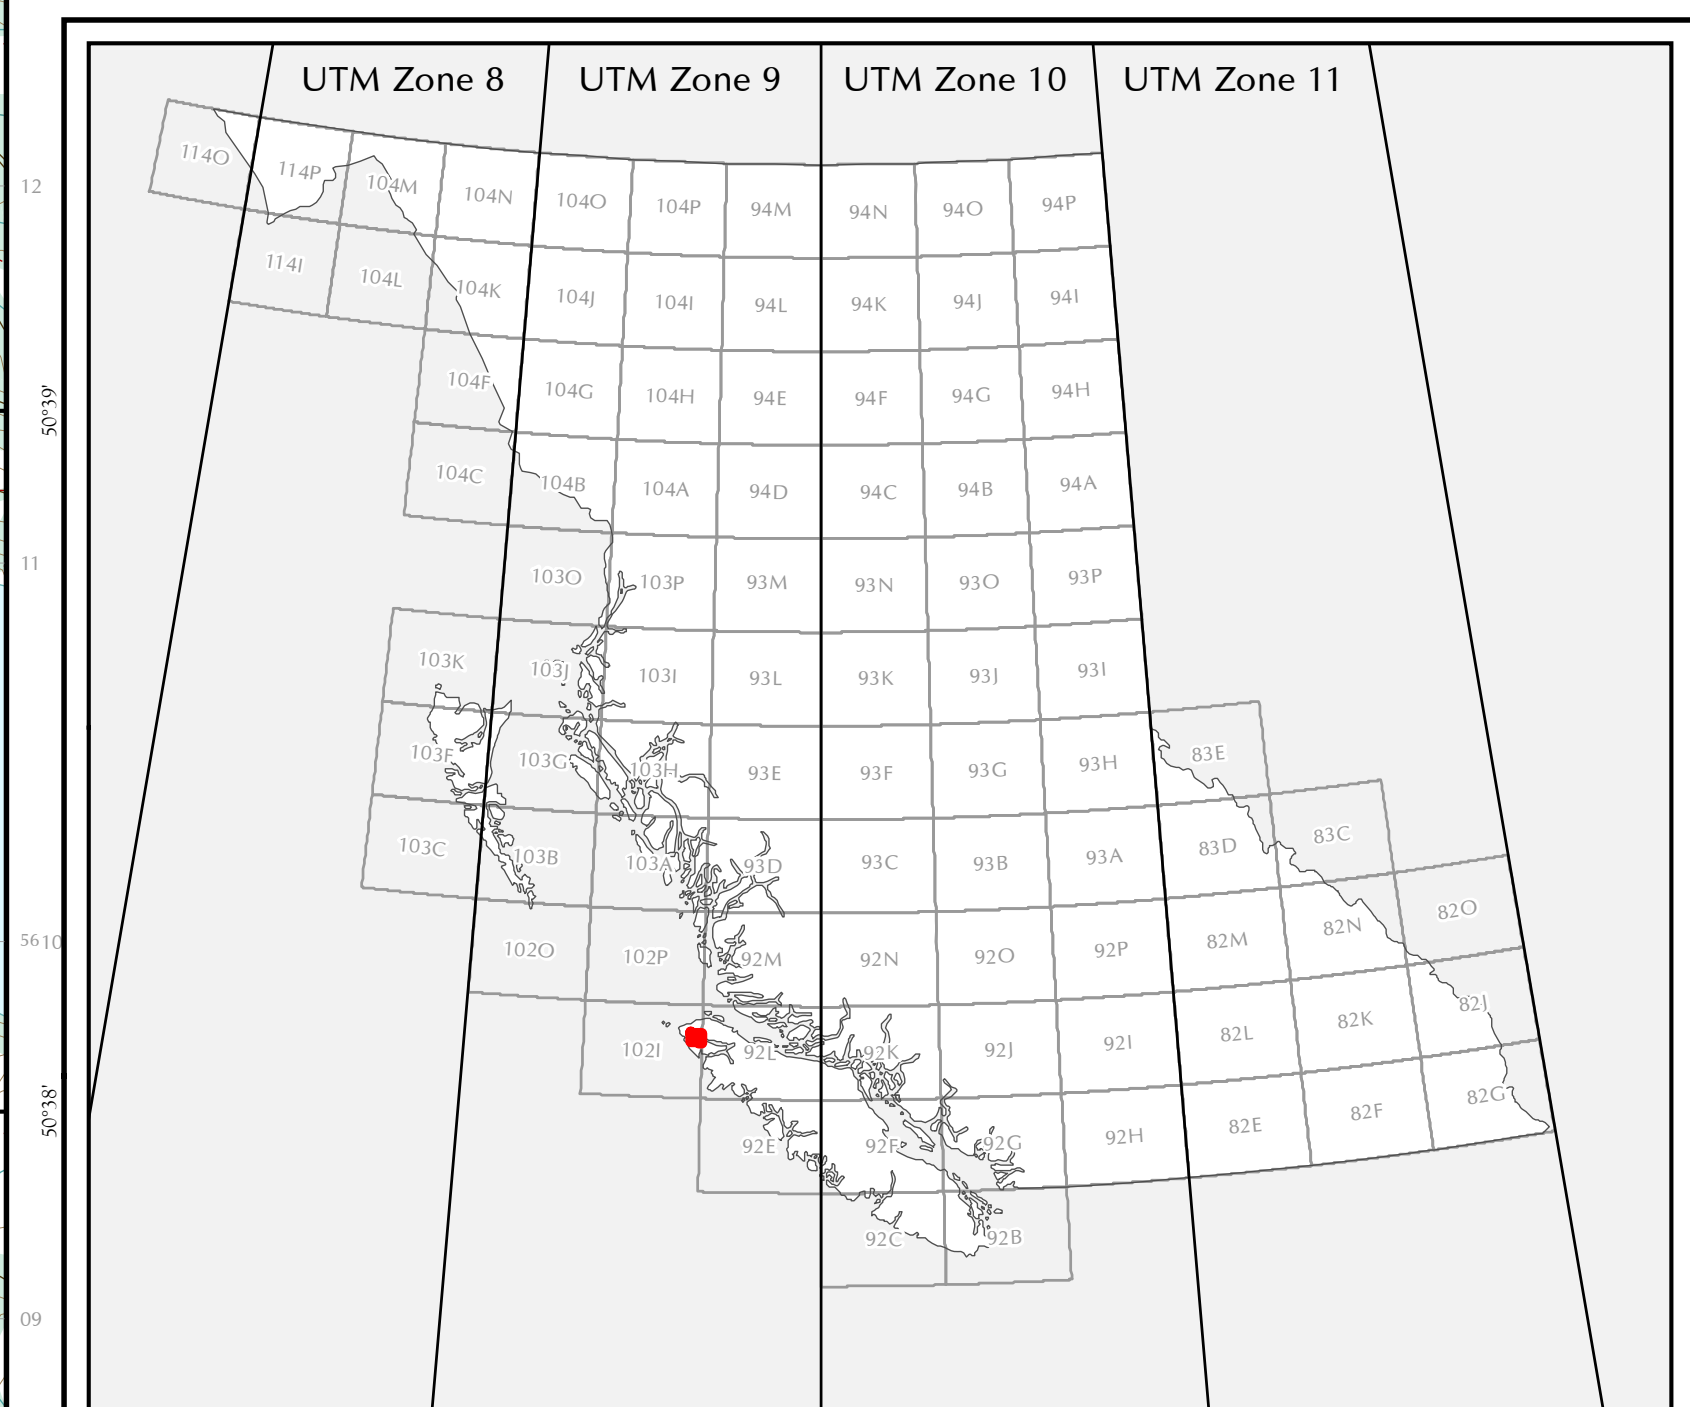 UTM Zone 8 UTM Zone 9 UTM Zone 10 UTM Zone 11
114O 114P 104M 104N 104O 104P 94M 94N 94O 94P
12
114I 104L 104K 104J 104I 94L 94K 94J 94I
50°39'
104F 104G 104H 94E 94F 94G 94H
104C 104B 104A 94D 94C 94B 94A
11
103O 103P 93M 93N 93O 93P
103K 103J 103I 93L 93K 93J 93I
103F 103G 103H 93E 93F 93G 93H 83E
103C 103B 103A 93D 93C 93B 93A 83D 83C
5610
102O 102P 92M 92N 92O 92P 82M 82N 82O
102I 92L 92K 92J 92I 82L 82K 82J
50°38'
92E 92F 92G 92H 82E 82F 82G
92C 92B
09